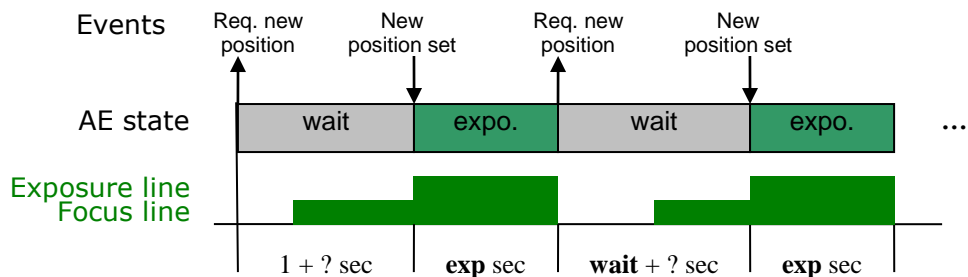 Events
Req. new
position
New
position set
Req. new
position
New
position set
AE state
wait
expo.
wait
expo.
...
Exposure line
Focus line
1 + ? sec
exp sec
wait + ? sec
exp sec